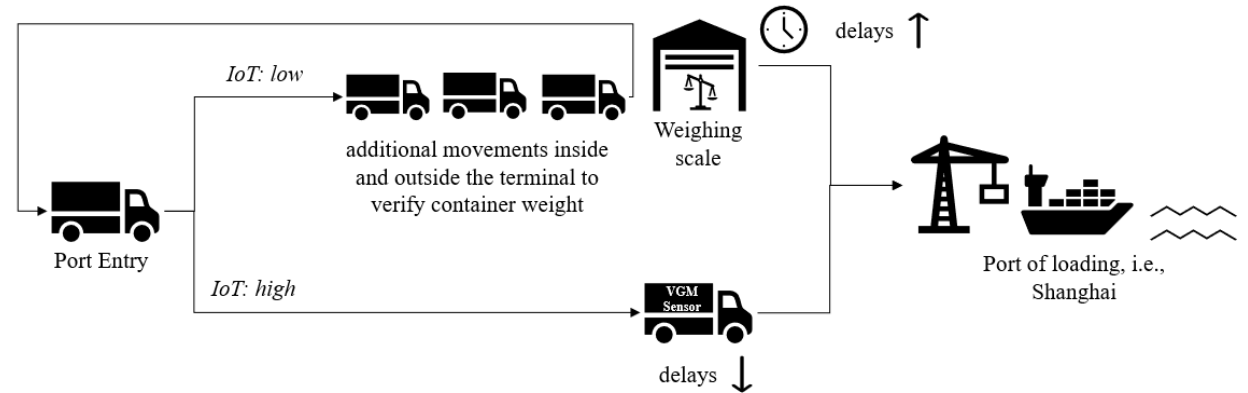 delays
IoT: low
Weighing
scale
additional movements inside
and outside the terminal to
verify container weight
Port Entry
Port of loading, i.e.,
Shanghai
IoT: high
VGM
Sensor
delays